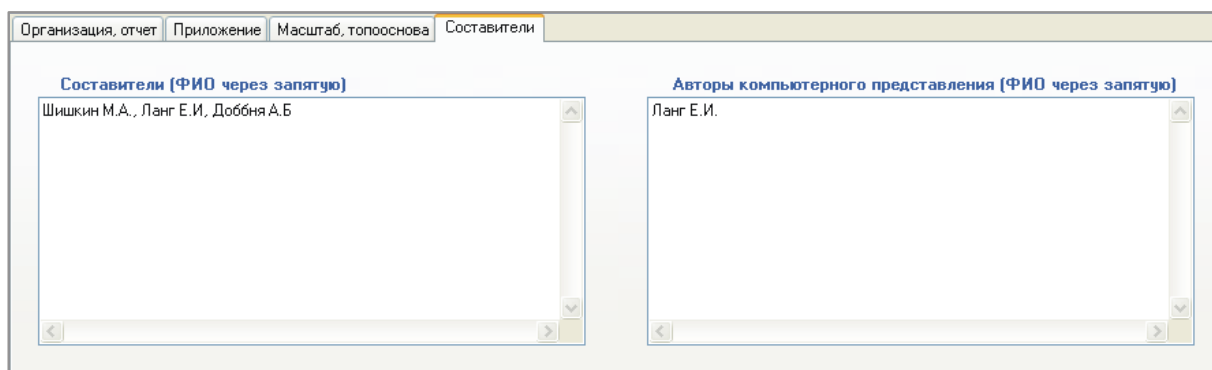 Организация, отчет Приложение Масштаб, топооснова Составители
Составители (ФИО через запятую)
Шишкин М.А., Ланг Е.И, Доббня А.Б
Авторы компьютерного представления (ФИО через запятую)
Ланг Е.И.